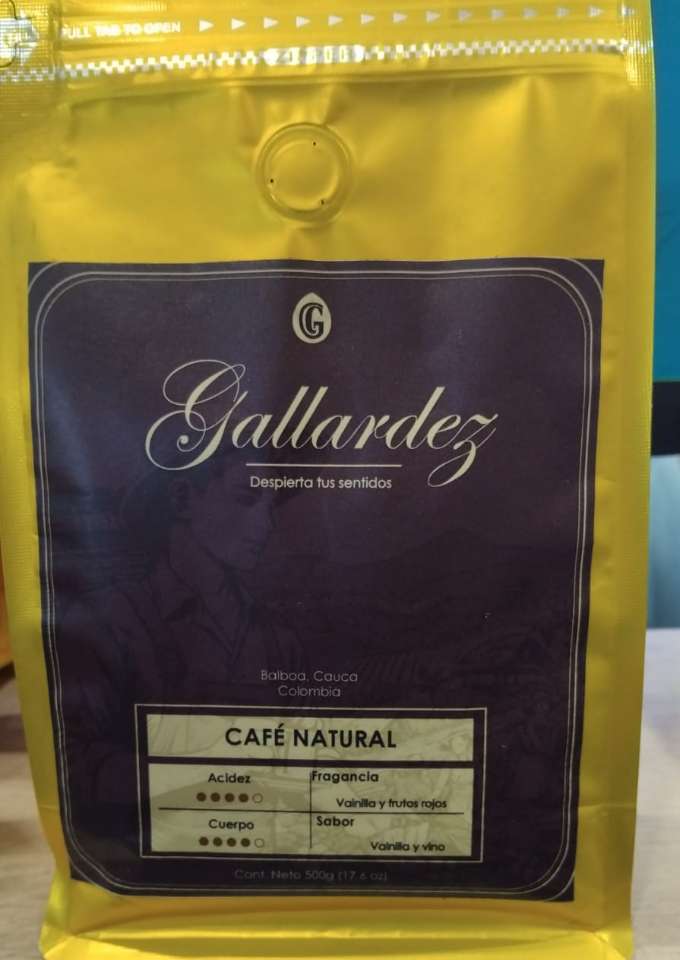 PULL TAB TO OPEN
G
Gallardez
Despierta tus sentidos
Balboa, Cauca
Colombia
CAFÉ NATURAL
Acidez
Fragancia
Vainilla y frutos rojos
Cuerpo
Sabor
Vainilla y vino
Cont. Neto 500g (17.6 oz)